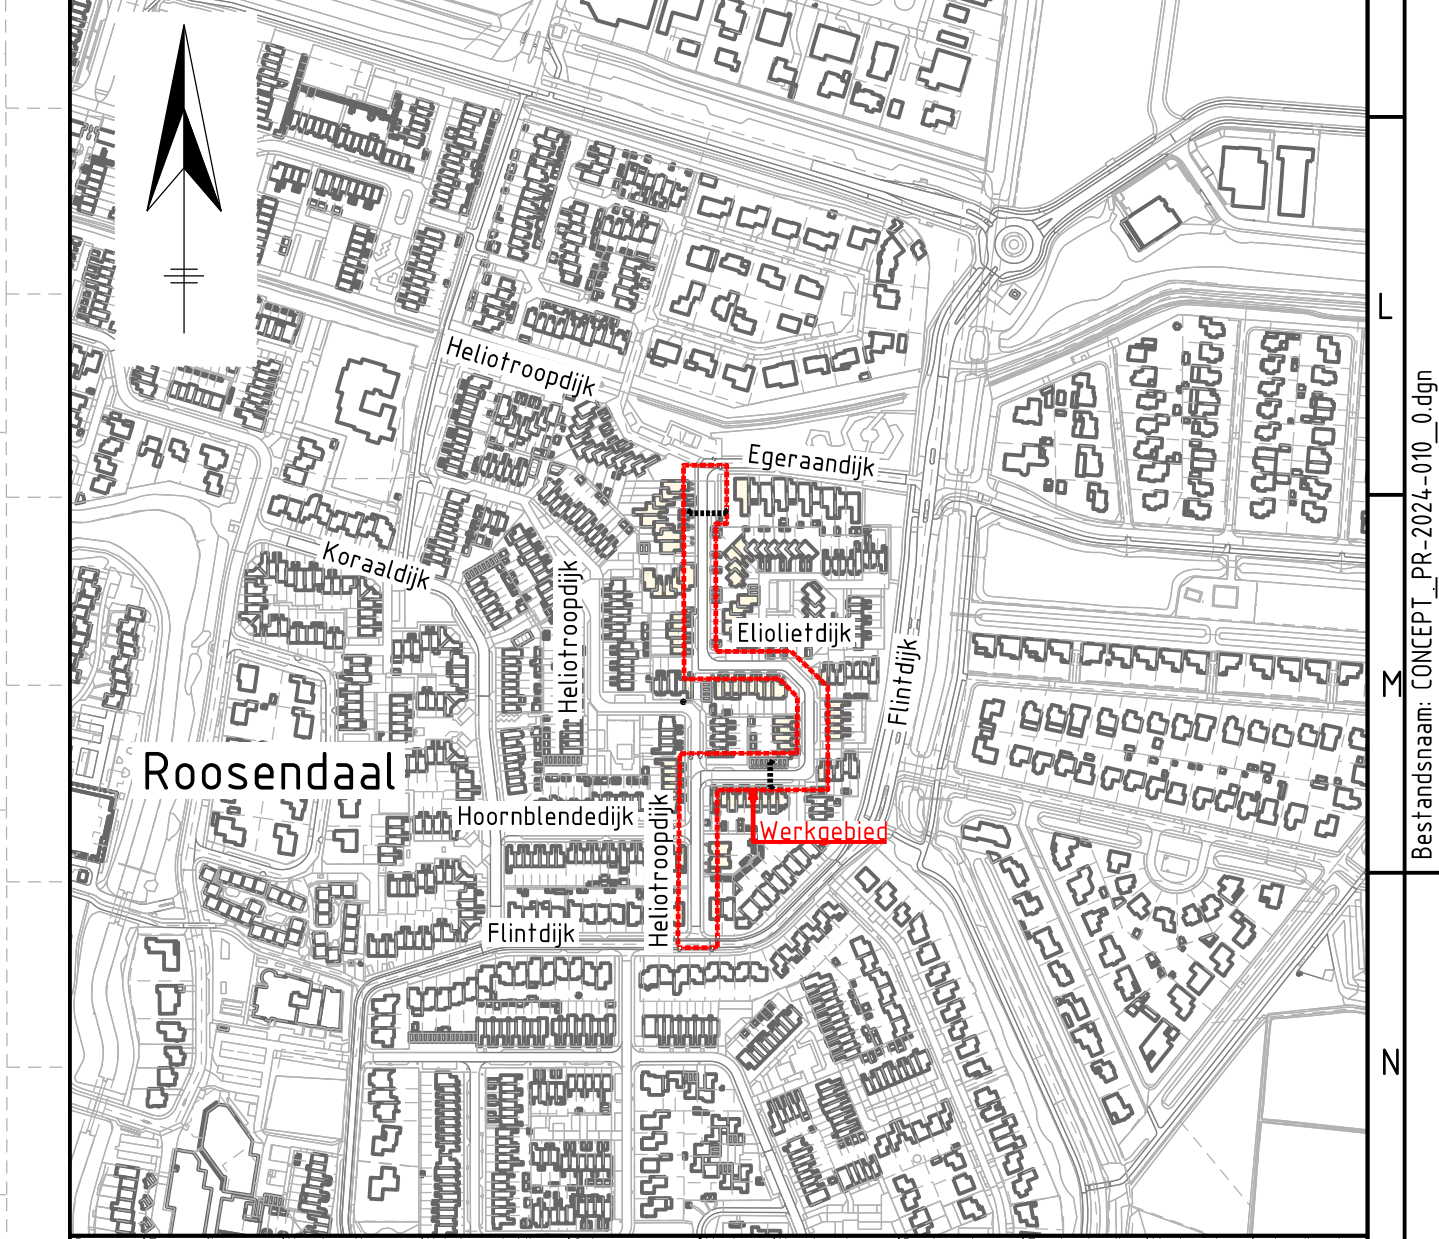 Heliotroopdijk
Egeraandijk
Koraaldijk
Heliotroopdijk
Eliolietdijk
Flintdijk
Roosendaal
Hoornblendedijk
Heliotroopdijk
Werkgebied
Flintdijk
L
M
N
Bestandsnaam: CONCEPT_PR-2024-010_0.dgn